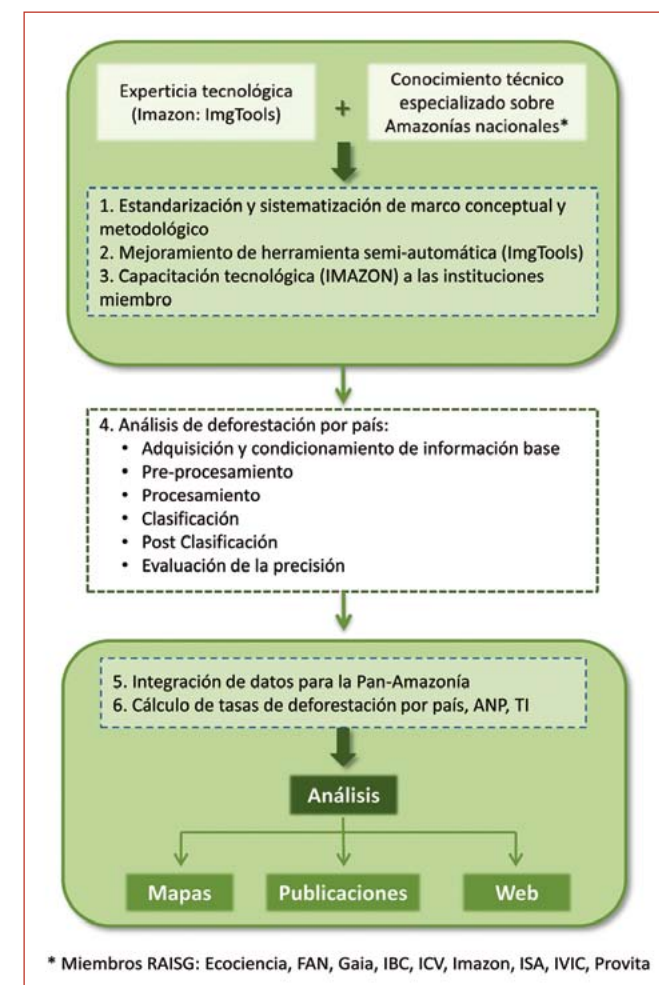 Experticia tecnológica
(Imazon: ImgTools)
+
Conocimiento técnico
especializado sobre
Amazonías nacionales*
1. Estandarización y sistematización de marco conceptual y
metodológico
2. Mejoramiento de herramienta semi-automática (ImgTools)
3. Capacitación tecnológica (IMAZON) a las instituciones
miembro
4. Análisis de deforestación por país:
• Adquisición y condicionamiento de información base
• Pre-procesamiento
• Procesamiento
• Clasificación
• Post Clasificación
• Evaluación de la precisión
5. Integración de datos para la Pan-Amazonía
6. Cálculo de tasas de deforestación por país, ANP, TI
Análisis
Mapas
Publicaciones
Web
* Miembros RAISG: Ecociencia, FAN, Gaia, IBC, ICV, Imazon, ISA, IVIC, Provita